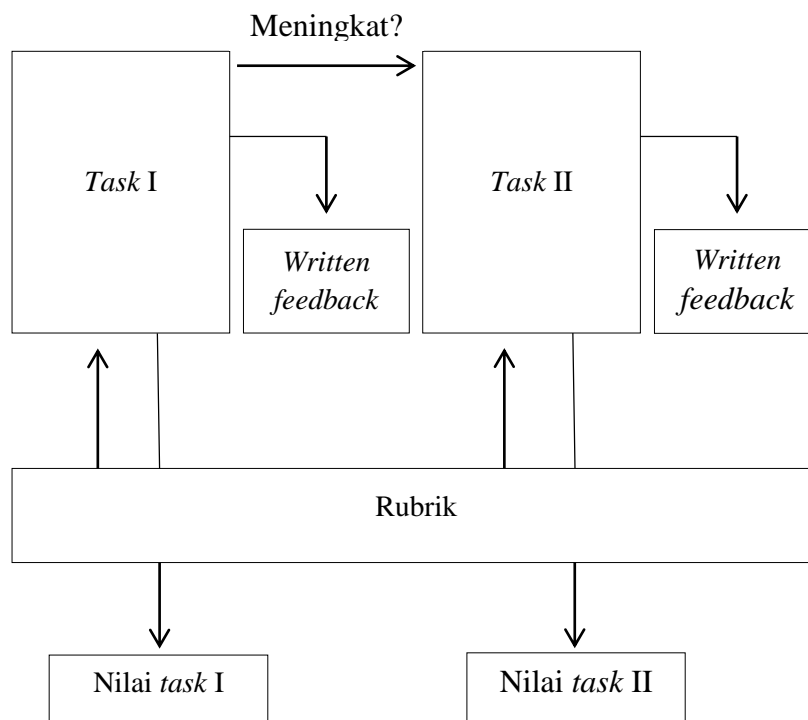 Meningkat?
Task I
Task II
Written
feedback
Written
feedback
Rubrik
Nilai task I
Nilai task II